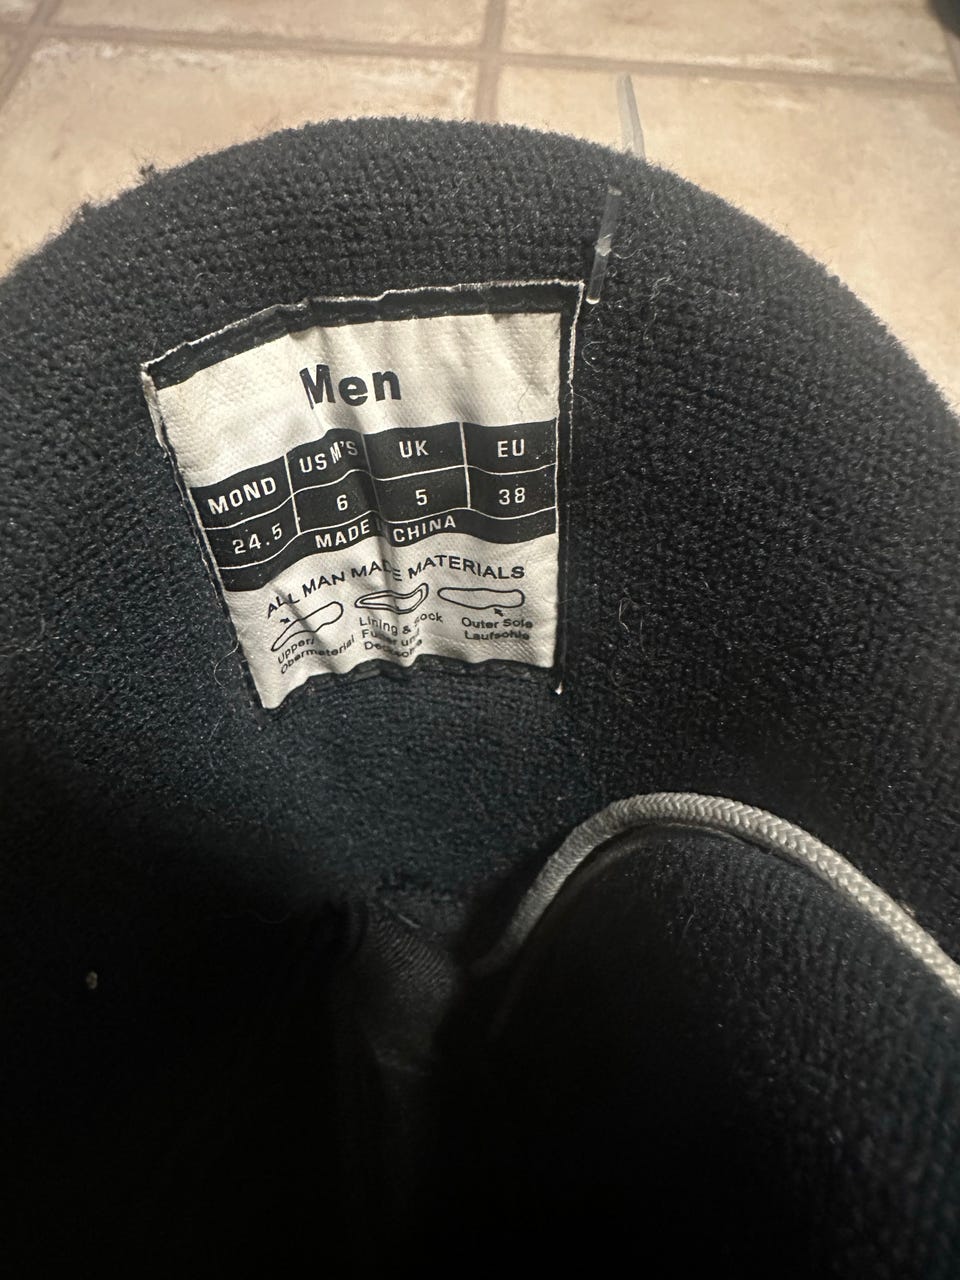 Men
MOND US M'S UK EU
24.5 6 5 38
MADE CHINA
ALL MAN MADE MATERIALS
Upper/ Lining & sock Outer Sole
Obermaterial Laufsohle